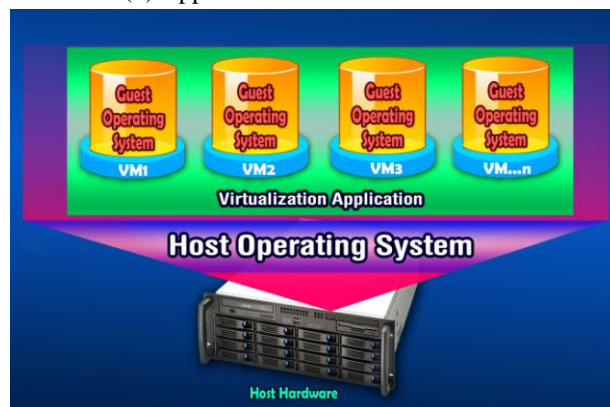 Guest
Operating
System
VM1
Guest
Operating
System
VM2
Guest
Operating
System
VM3
Guest
Operating
System
VM...n
Virtualization Application
Host Operating System
Host Hardware